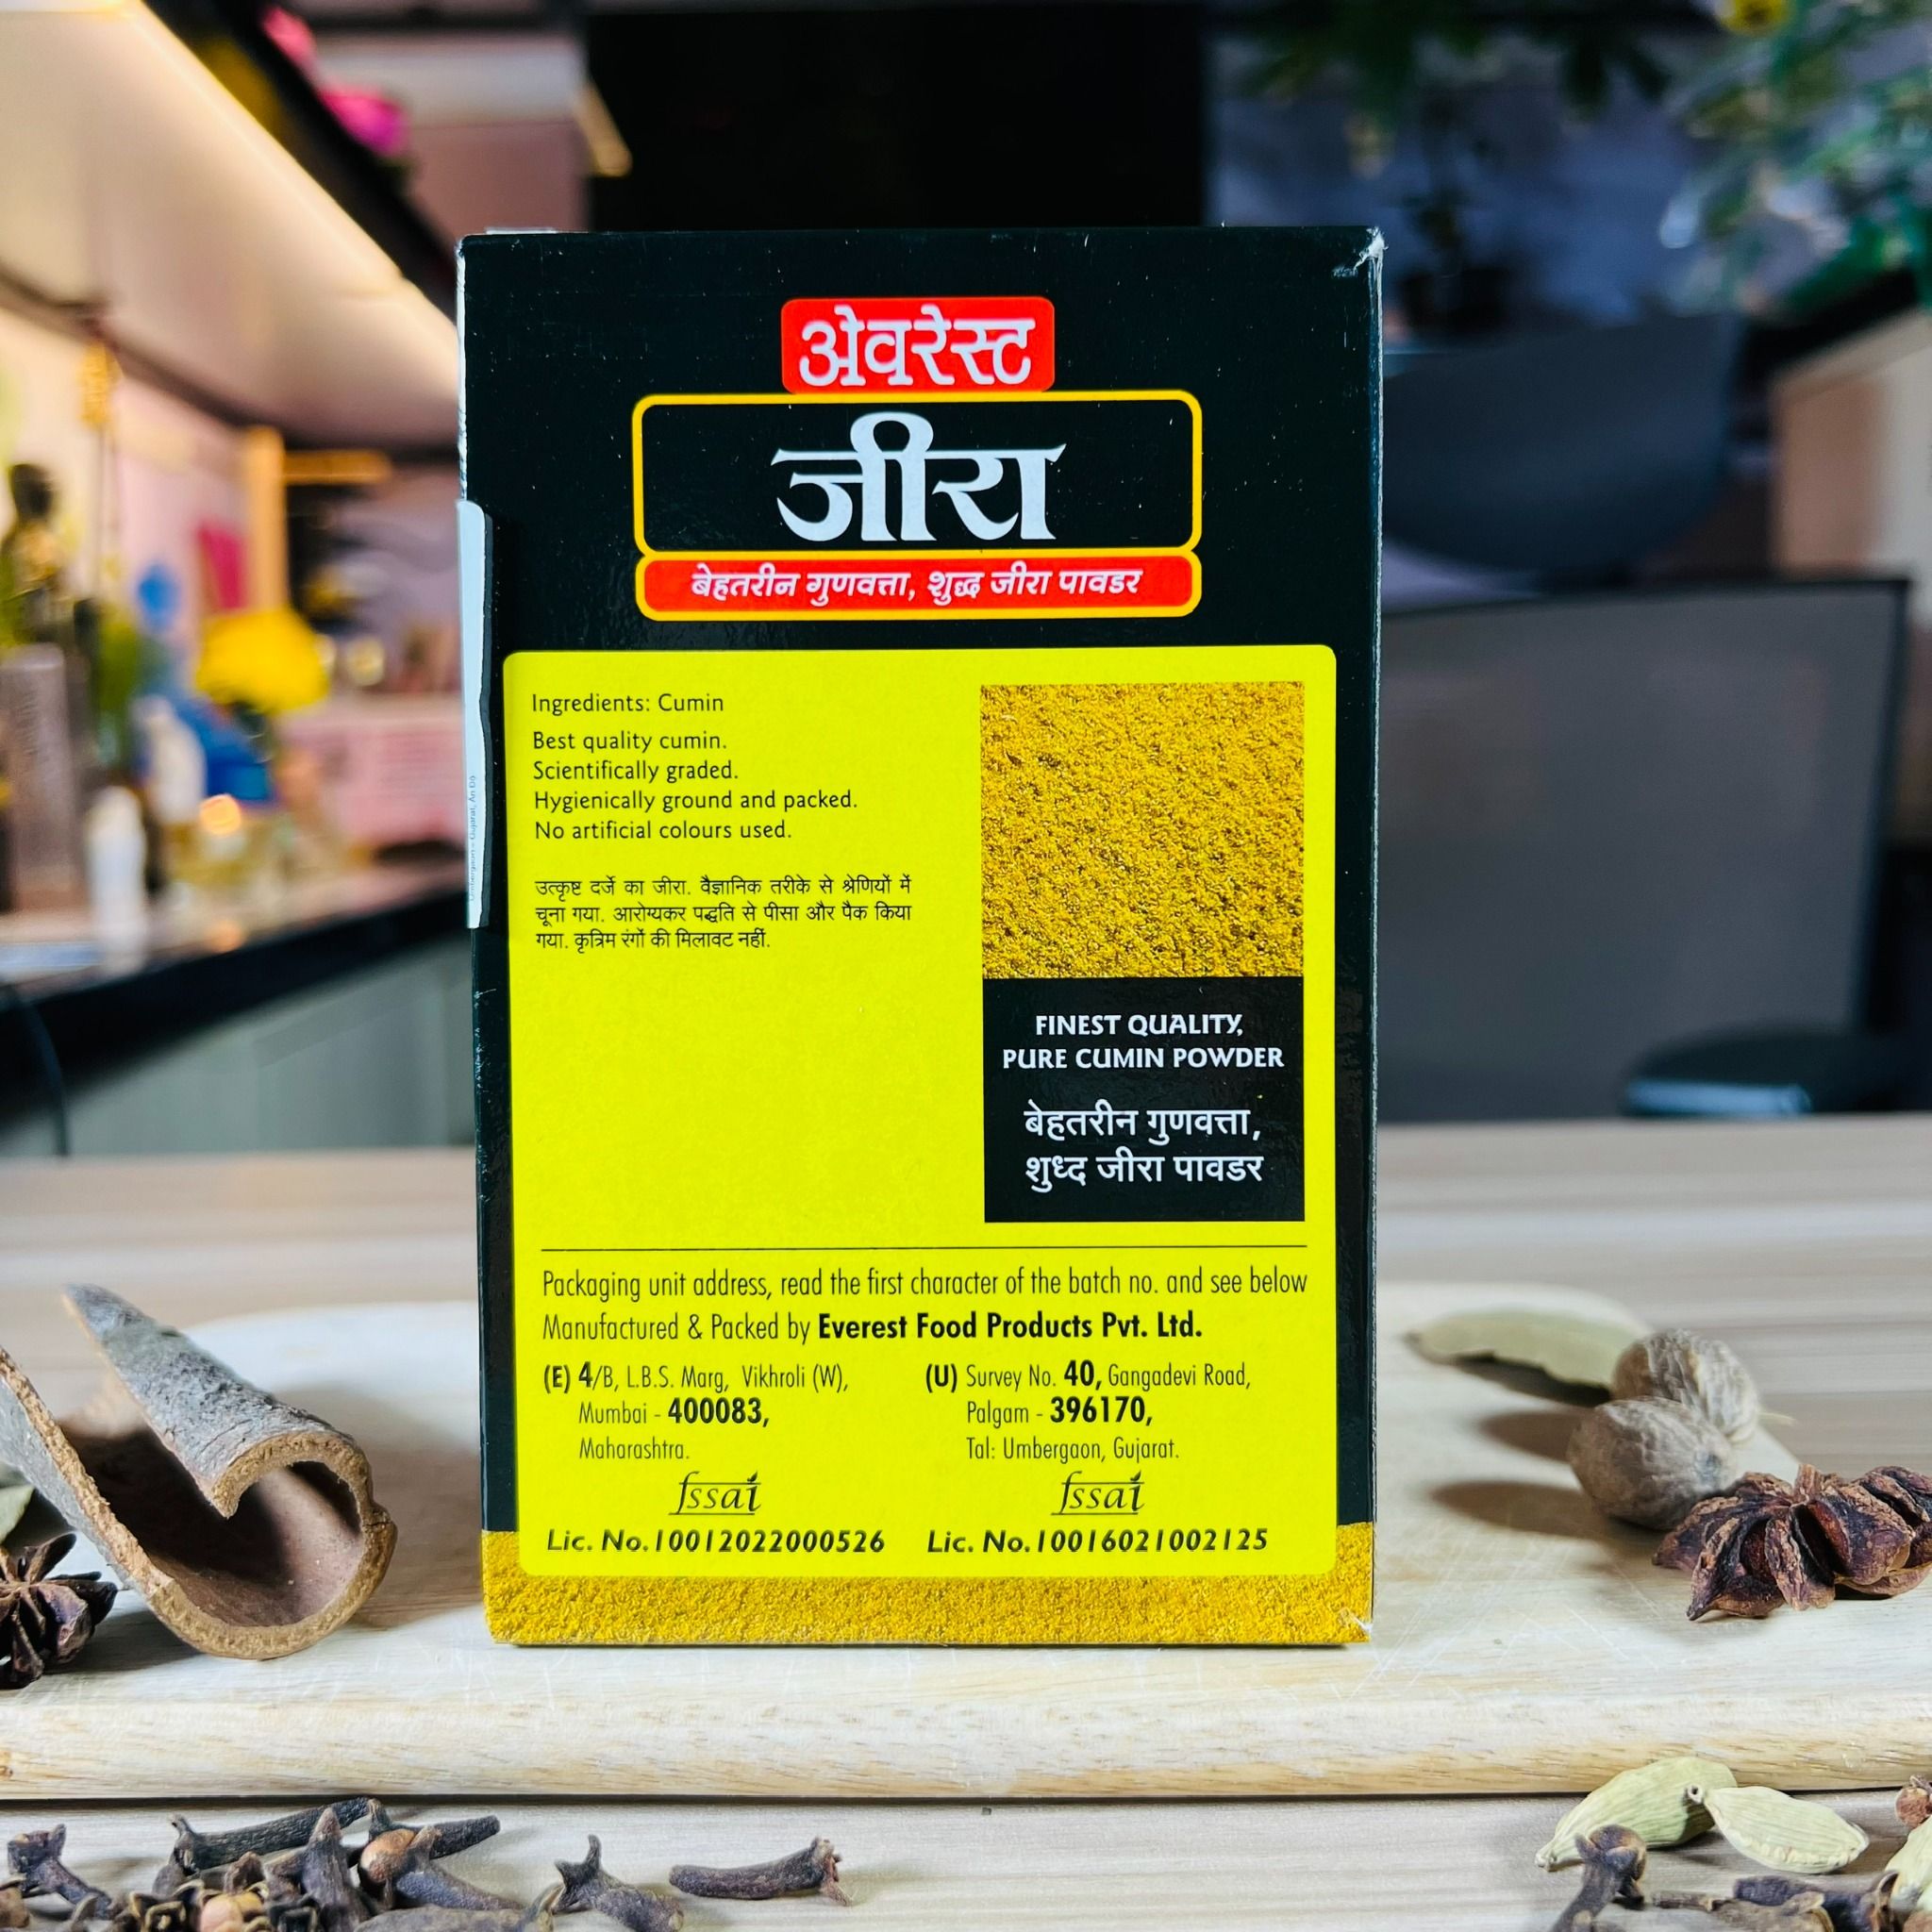 अेवरेस्ट
जीरा
बेहतरीन गुणवत्ता, शुद्ध जीरा पावडर
Ingredients: Cumin
Best quality cumin.
Scientifically graded.
Hygienically ground and packed.
No artificial colours used.
उत्कृष्ट दर्जे का जीरा. वैज्ञानिक तरीके से श्रेणियों में
चूना गया. आरोग्यकर पद्धति से पीसा और पैक किया
गया. कृत्रिम रंगों की मिलावट नहीं.
FINEST QUALITY,
PURE CUMIN POWDER
बेहतरीन गुणवत्ता,
शुध्द जीरा पावडर
Packaging unit address, read the first character of the batch no. and see below
Manufactured & Packed by Everest Food Products Pvt. Ltd.
(E) 4/B, L.B.S. Marg, Vikhroli (W),
Mumbai - 400083,
Maharashtra.
fssai
Lic. No.10012022000526
(U) Survey No. 40, Gangadevi Road,
Palgam - 396170,
Tal: Umbergaon, Gujarat.
fssai
Lic. No.10016021002125